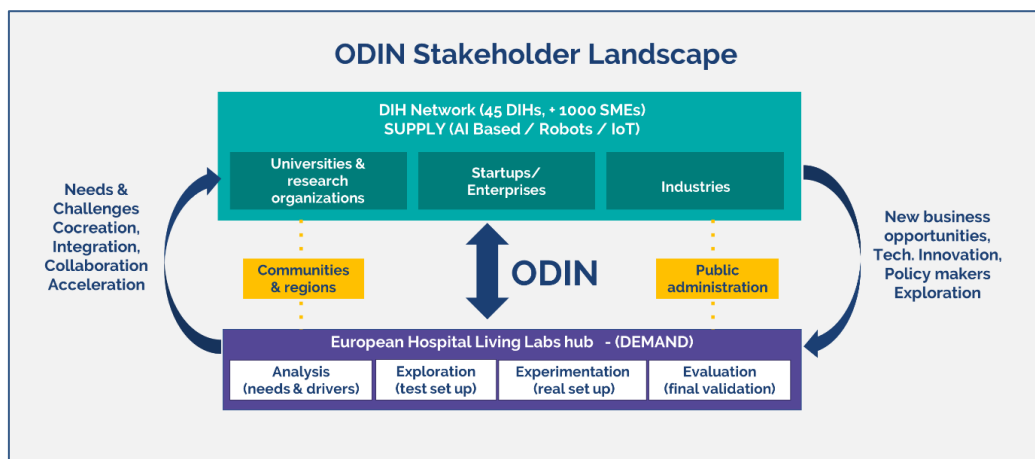 ODIN Stakeholder Landscape
DIH Network (45 DIHs, + 1000 SMEs)
SUPPLY (AI Based / Robots / IoT)
Universities &
research
organizations
Startups/
Enterprises
Industries
Needs &
Challenges
Cocreation,
Integration,
Collaboration
Acceleration
Communities
& regions
ODIN
Public
administration
New business
opportunities,
Tech. Innovation,
Policy makers
Exploration
European Hospital Living Labs hub - (DEMAND)
Analysis
(needs & drivers)
Exploration
(test set up)
Experimentation
(real set up)
Evaluation
(final validation)